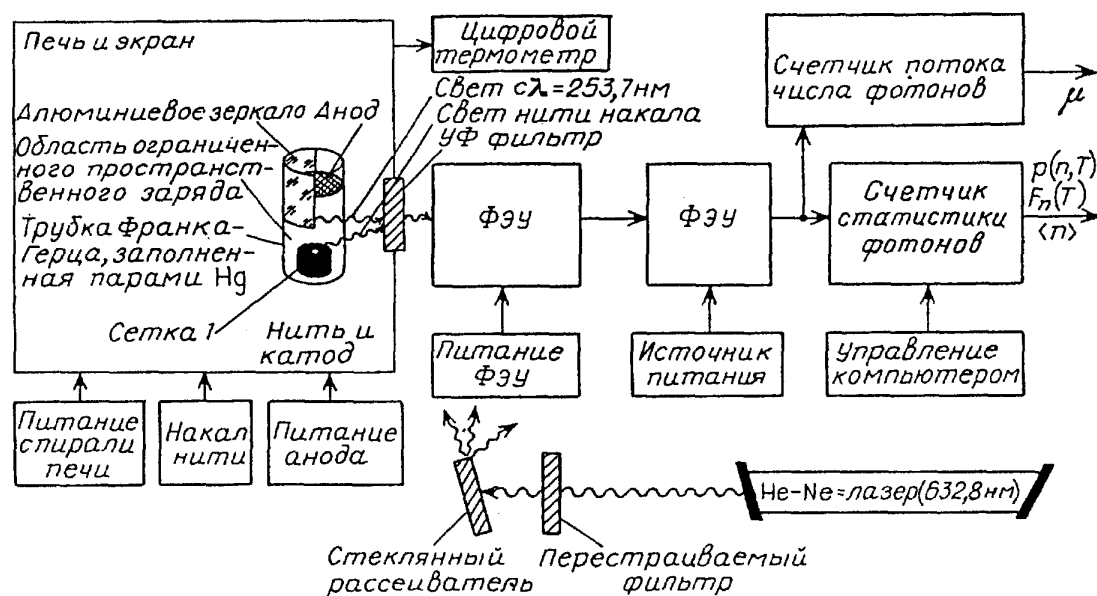 Печь и экран
Цифровой
термометр
Свет с λ=253,7нм
Свет нити накала
УФ фильтр
Алюминиевое зеркало
Анод
Область ограничен-
ного пространст-
венного заряда
Трубка Франка-
Герца, заполнен-
ная парами Hg
Сетка 1
Нить и
катод
Питание
спирали
печи
Накал
нити
Питание
анода
ФЭУ
ФЭУ
Счетчик потока
числа фотонов
μ
Счетчик
статистики
фотонов
p(n,T)
Fn(T)
⟨n⟩
Питание
ФЭУ
Источник
питания
Управление
компьютером
He-Ne=лазер(632,8нм)
Стеклянный
рассеиватель
Перестраиваемый
фильтр